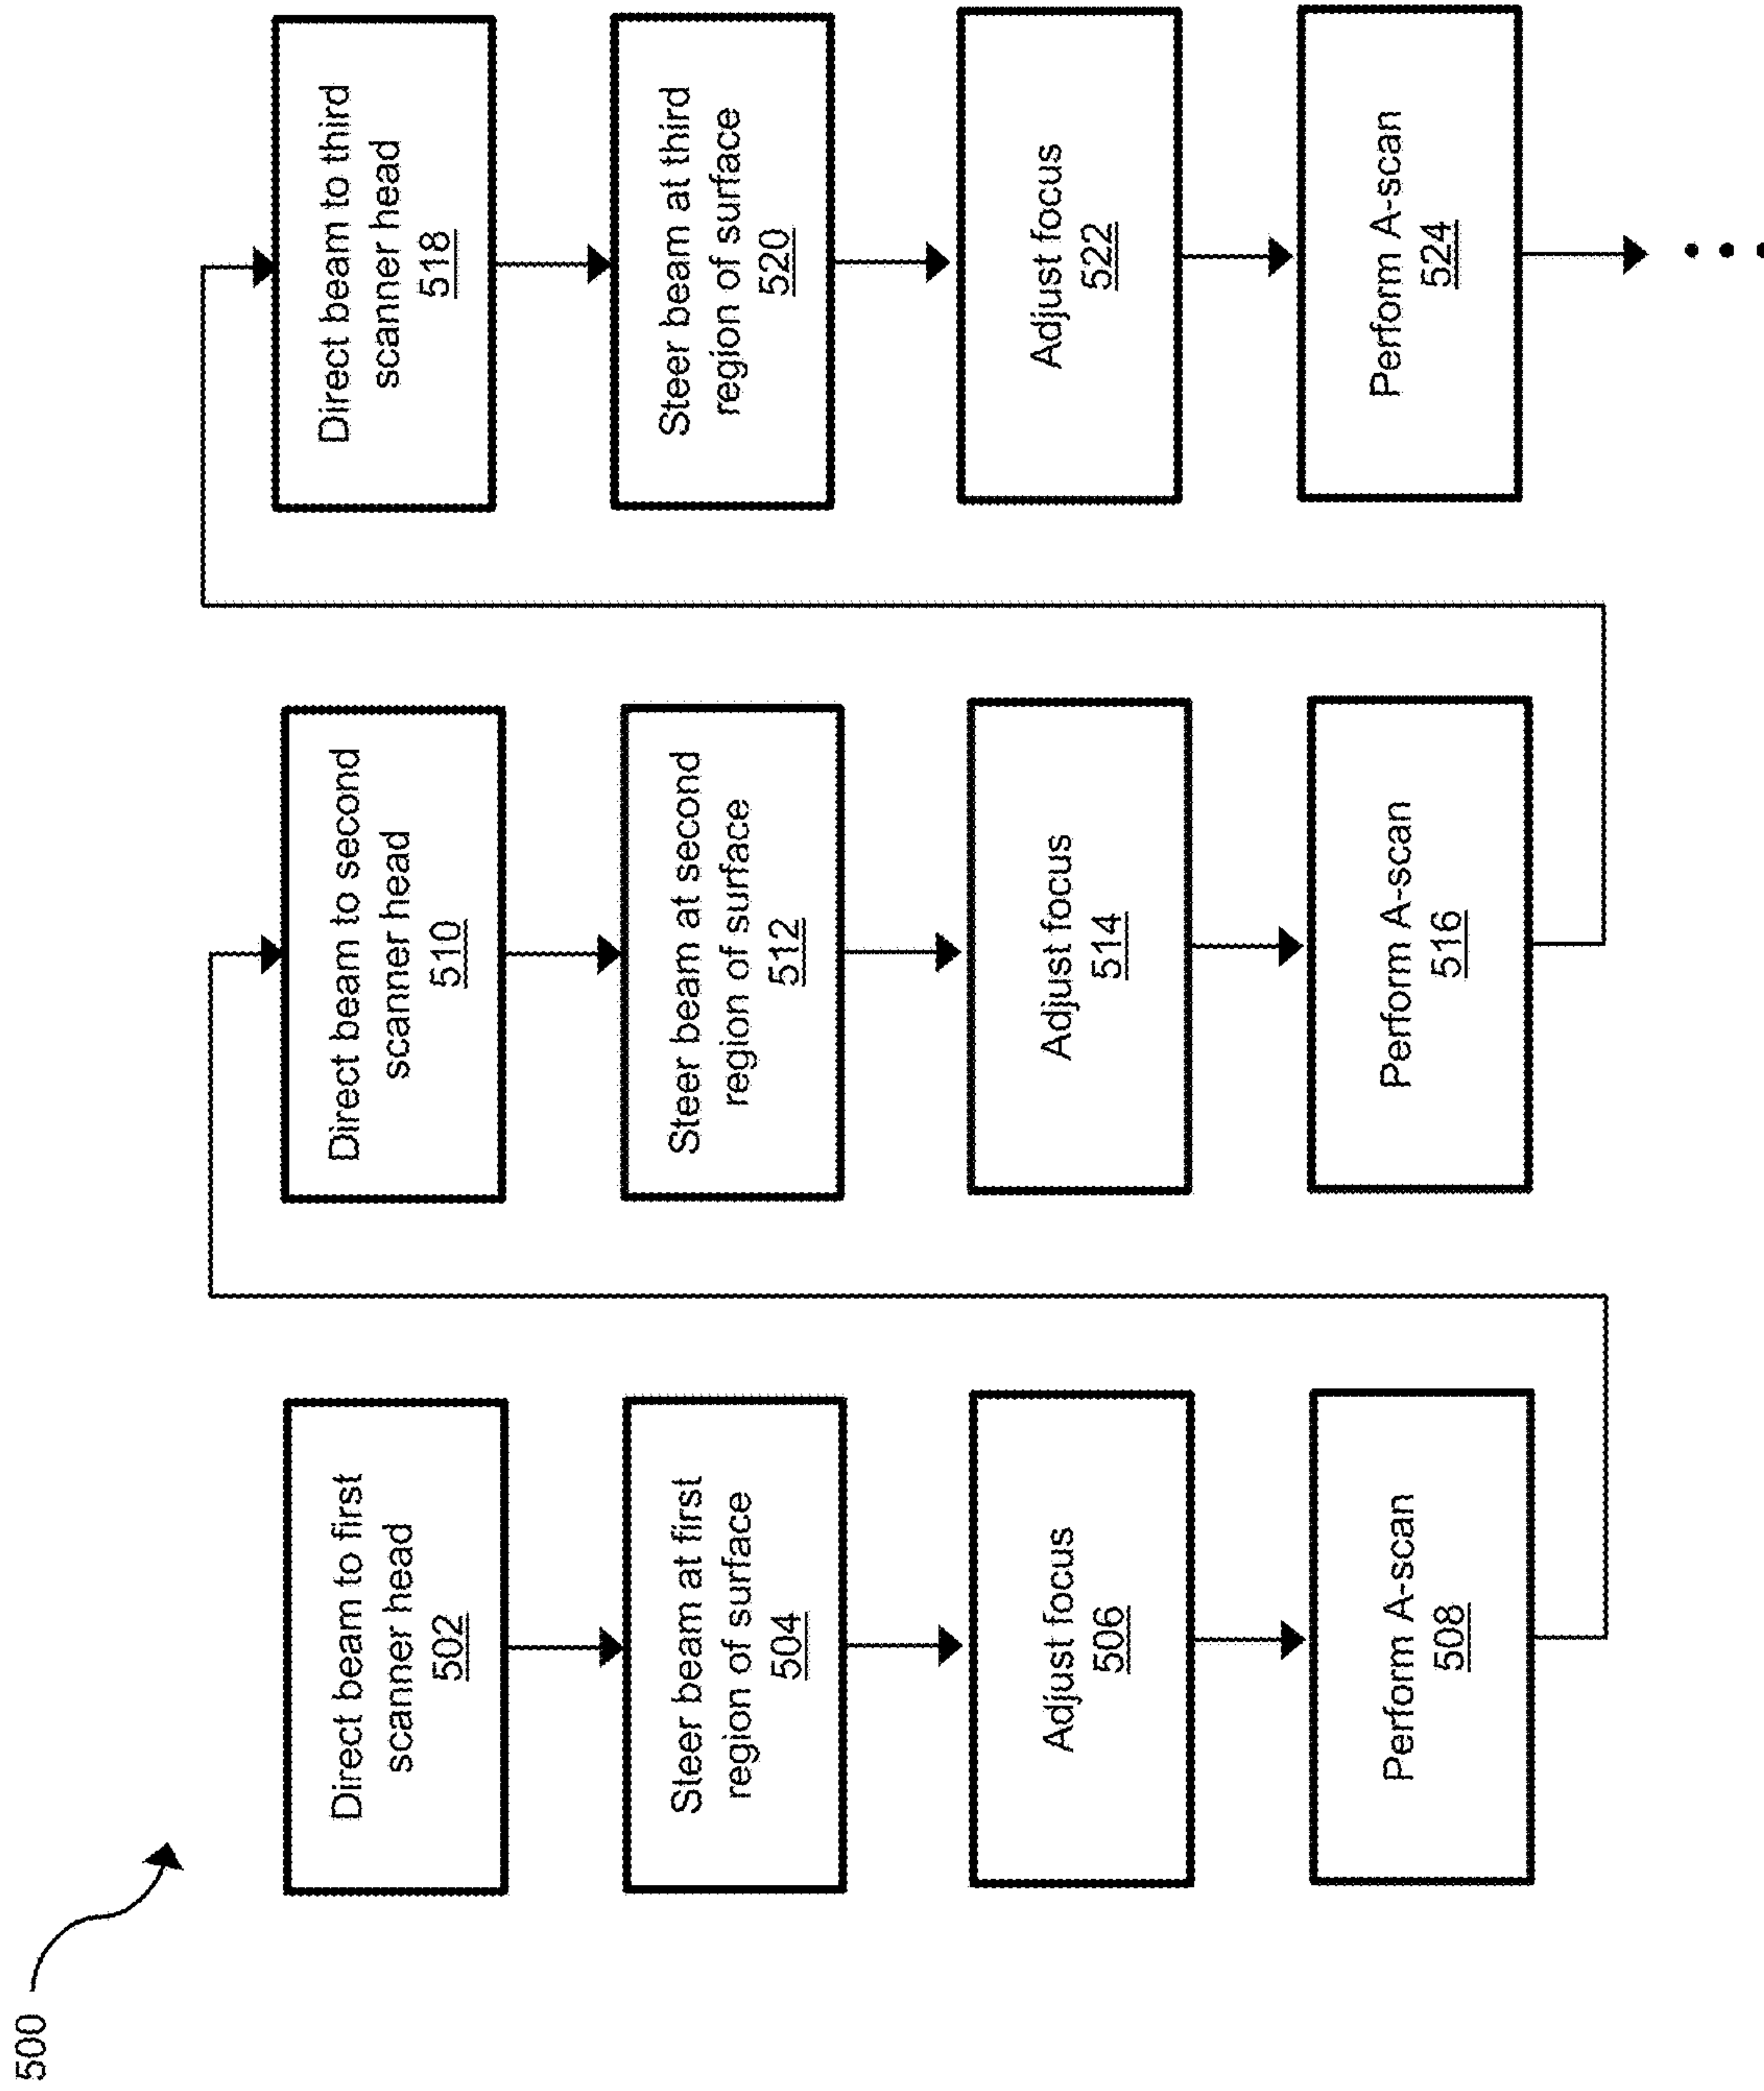 500
Direct beam to first
scanner head
502
Steer beam at first
region of surface
504
Adjust focus
506
Perform A-scan
508
Direct beam to second
scanner head
510
Steer beam at second
region of surface
512
Adjust focus
514
Perform A-scan
516
Direct beam to third
scanner head
518
Steer beam at third
region of surface
520
Adjust focus
522
Perform A-scan
524